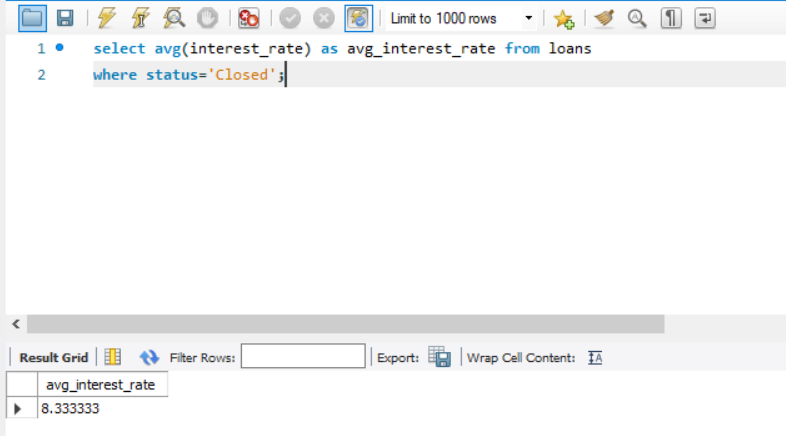 Limit to 1000 rows
1 select avg(interest_rate) as avg_interest_rate from loans
2 where status='Closed';
Result Grid Filter Rows: Export: Wrap Cell Content:
avg_interest_rate
8.333333